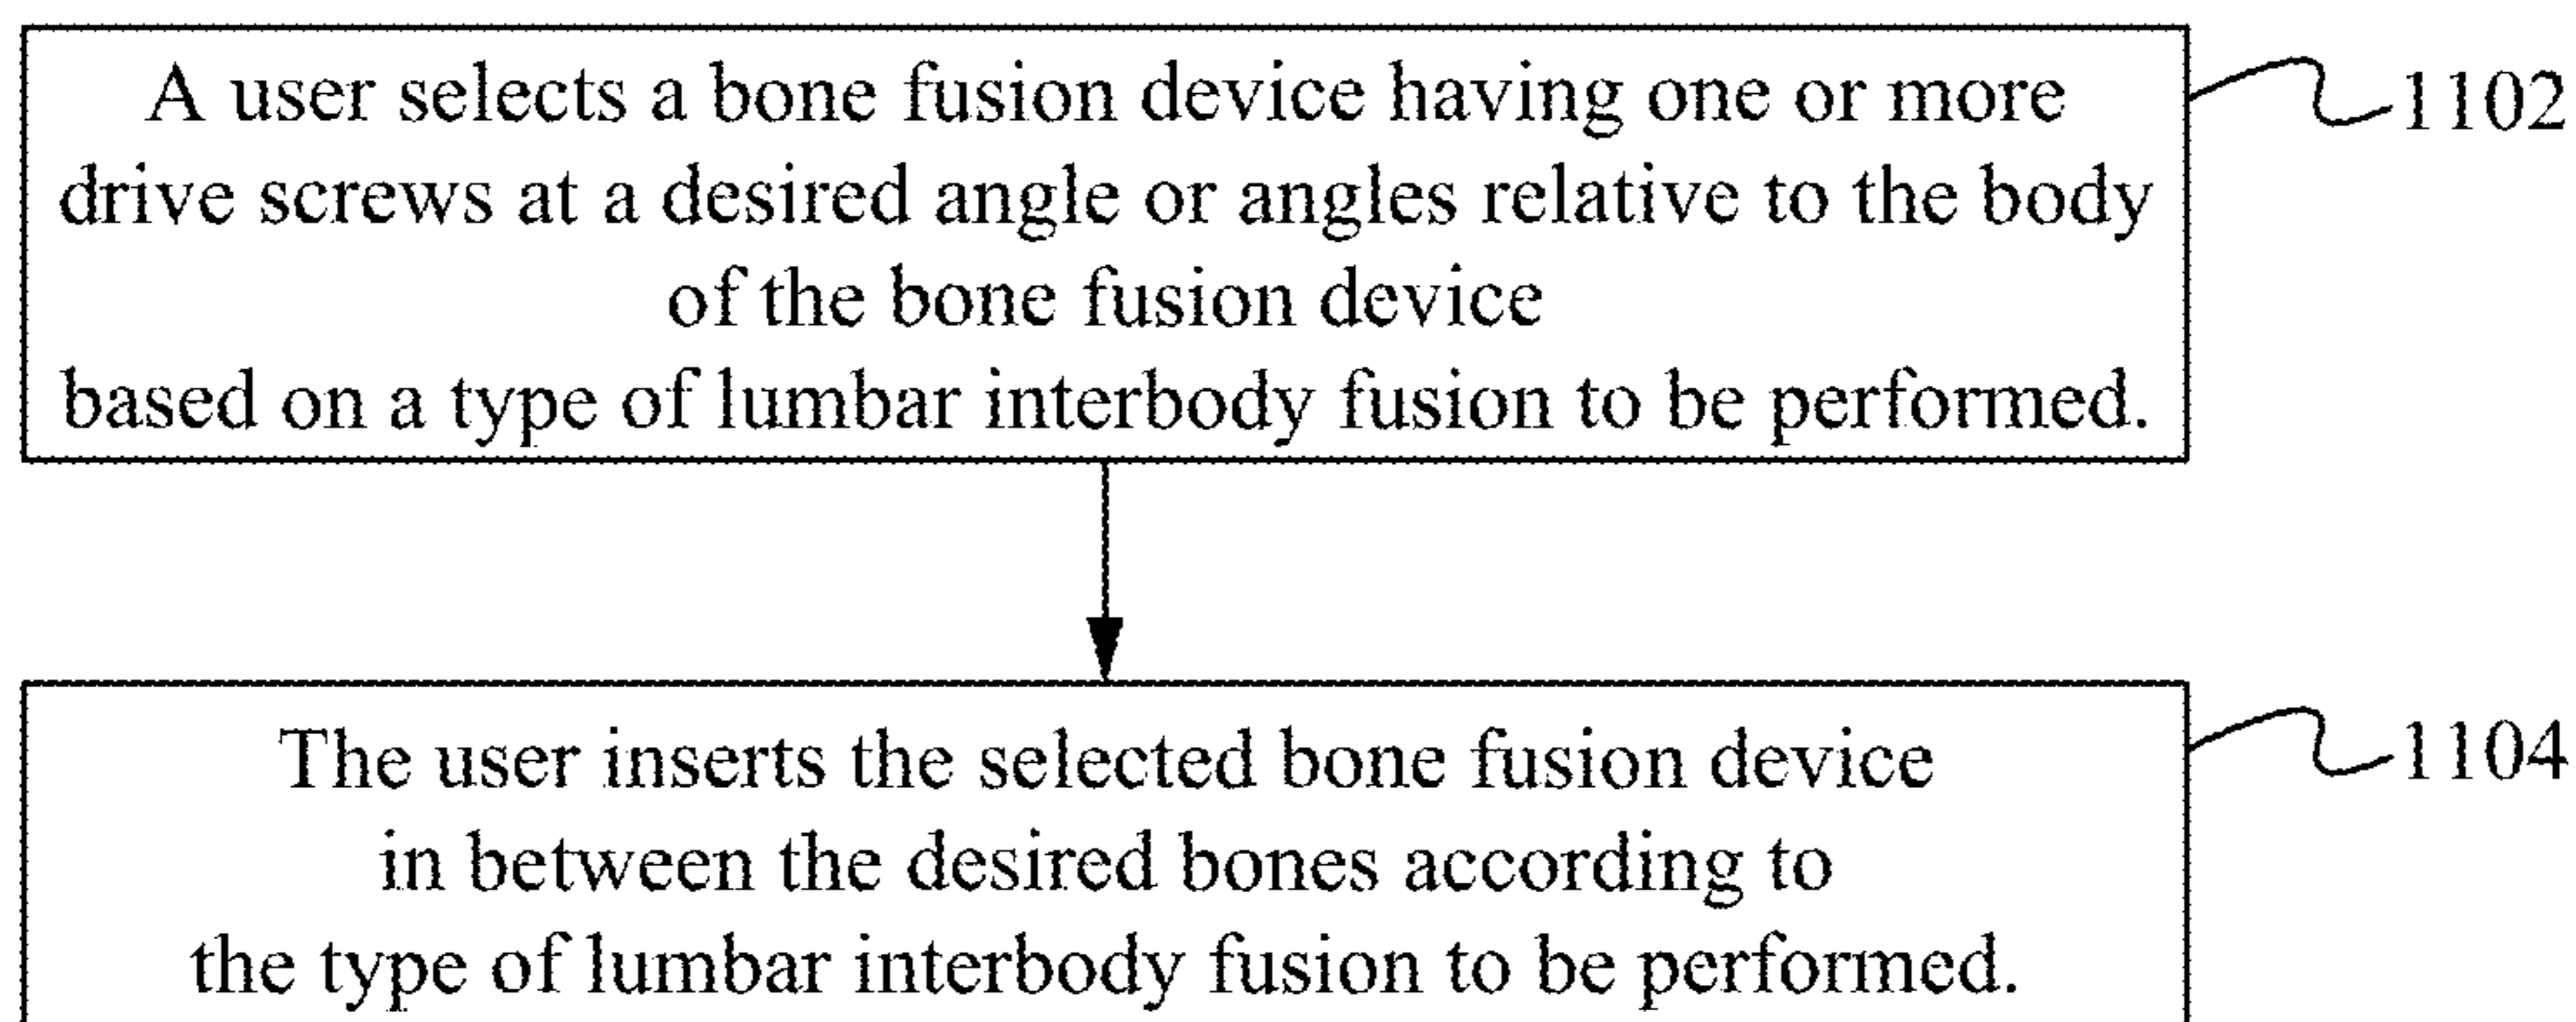 A user selects a bone fusion device having one or more
drive screws at a desired angle or angles relative to the body
of the bone fusion device
based on a type of lumbar interbody fusion to be performed.
1102
The user inserts the selected bone fusion device
in between the desired bones according to
the type of lumbar interbody fusion to be performed.
1104